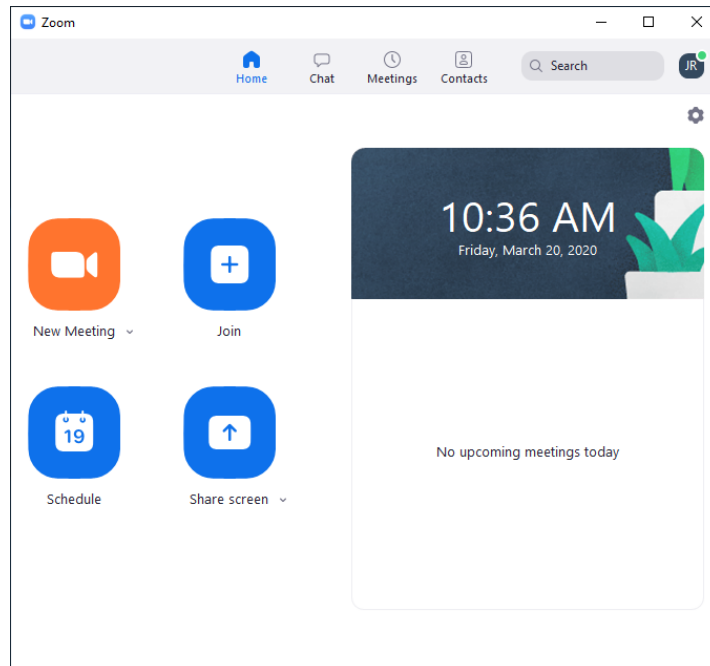 Zoom
Home Chat Meetings Contacts Search JR
10:36 AM
Friday, March 20, 2020
New Meeting Join
19
No upcoming meetings today
Schedule Share screen